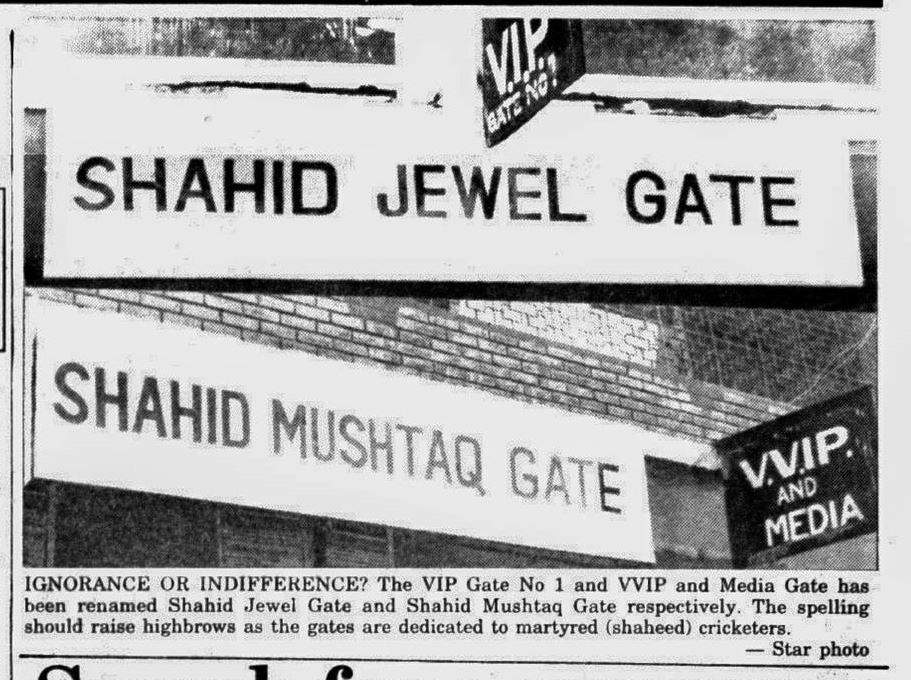 V.I.P.
GATE NO 1
SHAHID JEWEL GATE
SHAHID MUSHTAQ GATE
V.V.I.P.
AND
MEDIA
IGNORANCE OR INDIFFERENCE? The VIP Gate No 1 and VVIP and Media Gate has
been renamed Shahid Jewel Gate and Shahid Mushtaq Gate respectively. The spelling
should raise highbrows as the gates are dedicated to martyred (shaheed) cricketers.
— Star photo